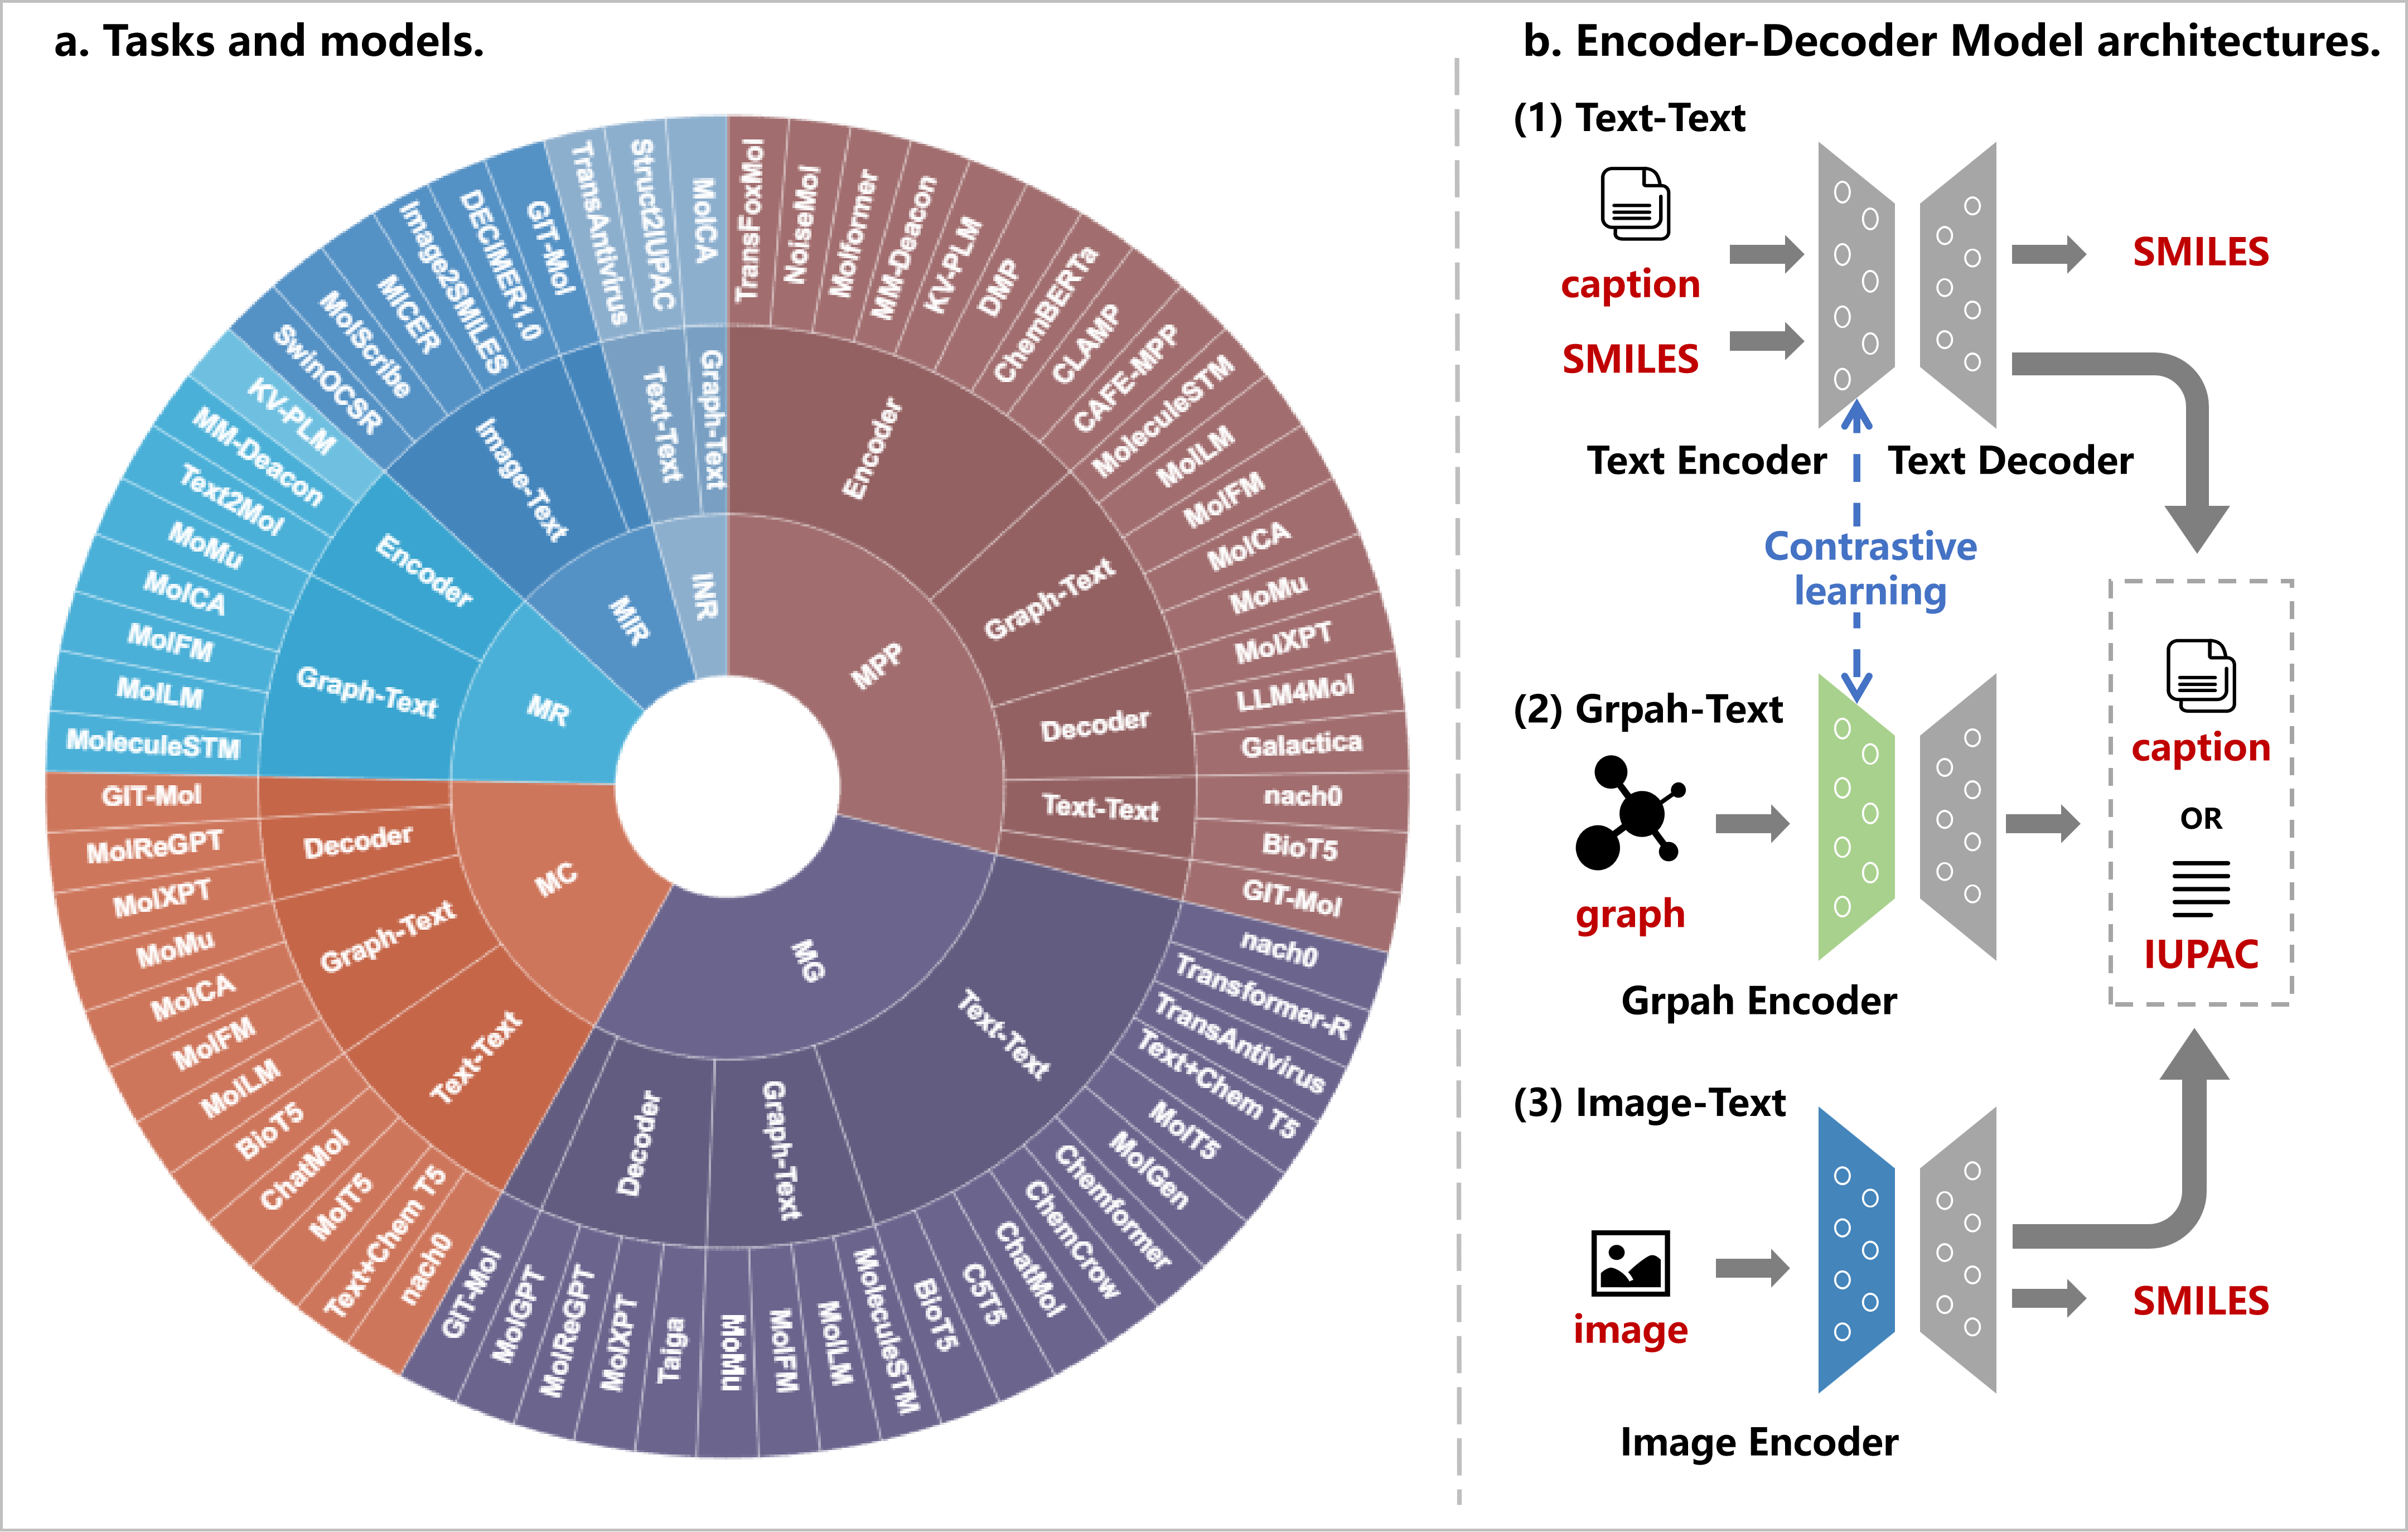 a. Tasks and models.
MPP
Encoder
TransFoxMol
NoiseMol
Molformer
MM-Deacon
KV-PLM
DMP
ChemBERTa
CLAMP
CAFE-MPP
Graph-Text
MoleculeSTM
MolLM
MolFM
MolCA
MoMu
Decoder
MolXPT
LLM4Mol
Galactica
Text-Text
nach0
BioT5
GIT-Mol
MG
Text-Text
nach0
Transformer-R
TransAntivirus
Text+Chem T5
MolT5
MolGen
Chemformer
ChemCrow
ChatMol
C5T5
BioT5
Graph-Text
MoleculeSTM
MolLM
MolFM
MoMu
Decoder
Taiga
MolXPT
MolReGPT
MolGPT
GIT-Mol
MC
Text-Text
nach0
Text+Chem T5
MolT5
ChatMol
BioT5
Graph-Text
MolLM
MolFM
MolCA
MoMu
Decoder
MolXPT
MolReGPT
GIT-Mol
MR
Graph-Text
MoleculeSTM
MolLM
MolFM
MolCA
MoMu
Encoder
Text2Mol
MM-Deacon
KV-PLM
MIR
Image-Text
SwinOCSR
MolScribe
MICER
Image2SMILES
DECIMER1.0
GIT-Mol
INR
Text-Text
TransAntivirus
Struct2IUPAC
Graph-Text
MolCA
b. Encoder-Decoder Model architectures.
(1) Text-Text
caption
SMILES
SMILES
Text Encoder
Text Decoder
Contrastive
learning
(2) Grpah-Text
graph
Grpah Encoder
caption
OR
IUPAC
(3) Image-Text
image
SMILES
Image Encoder